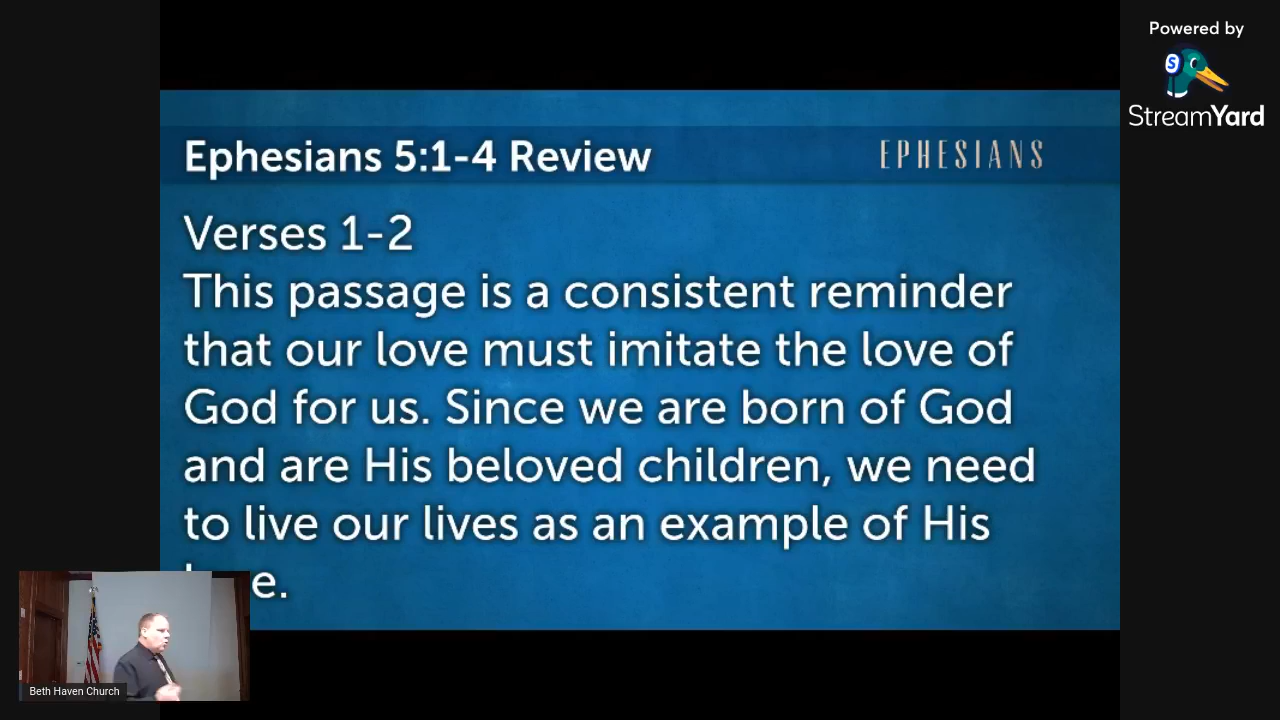 Powered by
StreamYard
Ephesians 5:1-4 Review
EPHESIANS
Verses 1-2
This passage is a consistent reminder
that our love must imitate the love of
God for us. Since we are born of God
and are His beloved children, we need
to live our lives as an example of His
e.
Beth Haven Church